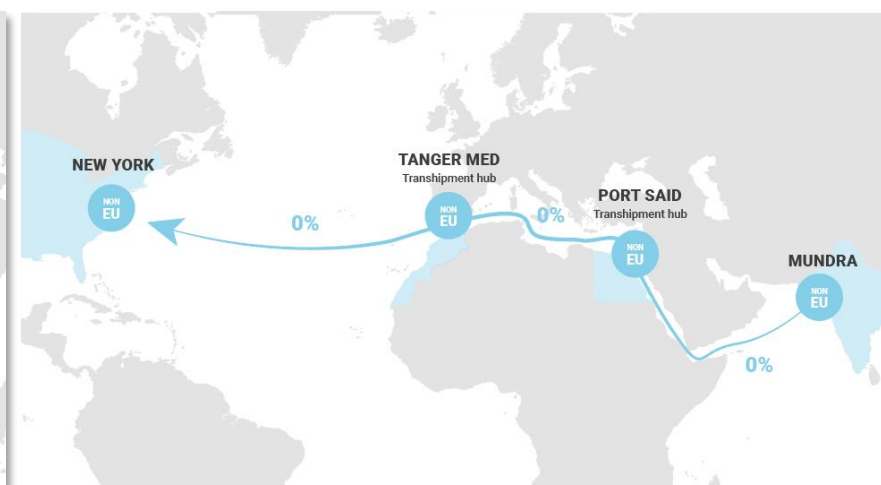 NEW YORK
NON
EU
0%
TANGER MED
Transhipment hub
NON
EU
0%
PORT SAID
Transhipment hub
NON
EU
0%
MUNDRA
NON
EU